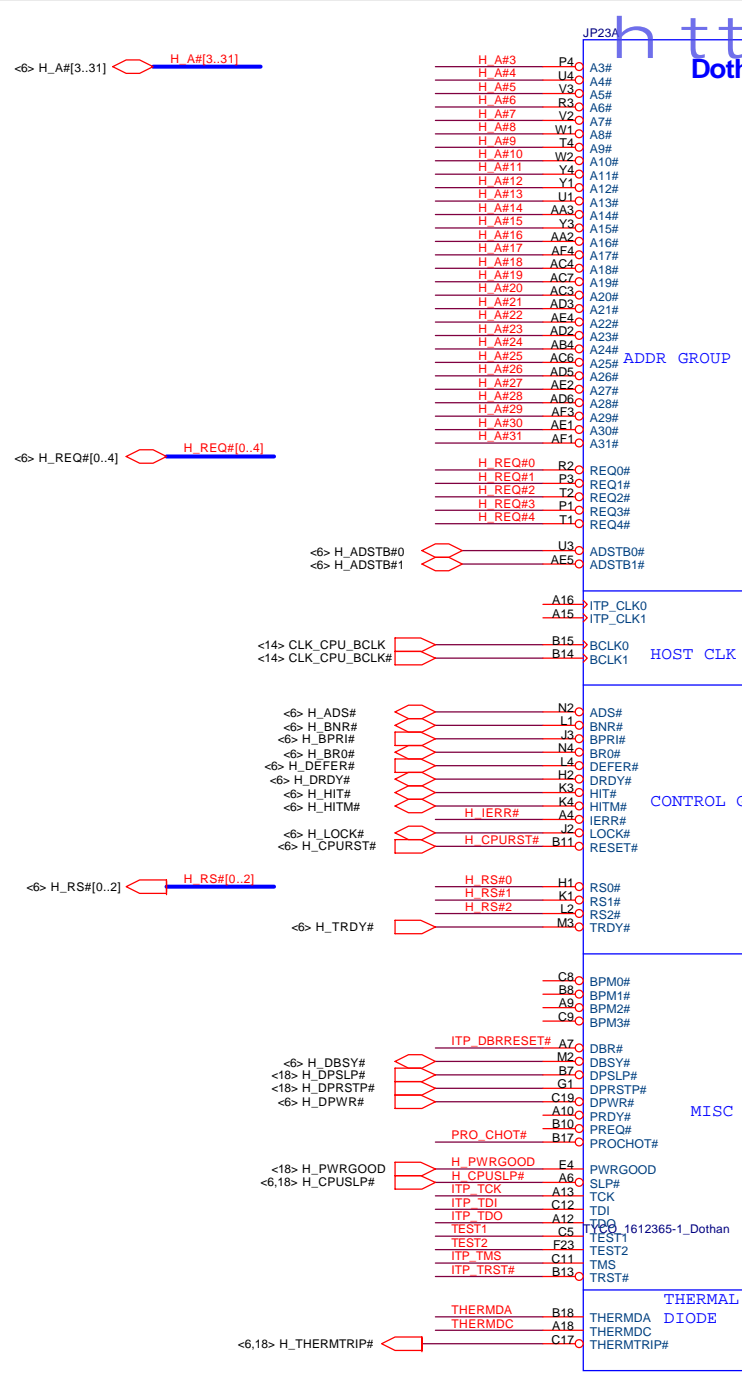 JP23A
htt
Doth
<6> H_A#[3..31] H_A#[3..31]
H_A#3 P4 A3#
H_A#4 U4 A4#
H_A#5 V3 A5#
H_A#6 R3 A6#
H_A#7 V2 A7#
H_A#8 W1 A8#
H_A#9 T4 A9#
H_A#10 W2 A10#
H_A#11 Y4 A11#
H_A#12 Y1 A12#
H_A#13 U1 A13#
H_A#14 AA3 A14#
H_A#15 Y3 A15#
H_A#16 AA2 A16#
H_A#17 AF4 A17#
H_A#18 AC4 A18#
H_A#19 AC7 A19#
H_A#20 AC3 A20#
H_A#21 AD3 A21#
H_A#22 AE4 A22#
H_A#23 AD2 A23#
H_A#24 AB4 A24#
H_A#25 AC6 A25# ADDR GROUP
H_A#26 AD5 A26#
H_A#27 AE2 A27#
H_A#28 AD6 A28#
H_A#29 AF3 A29#
H_A#30 AE1 A30#
H_A#31 AF1 A31#
<6> H_REQ#[0..4] H_REQ#[0..4]
H_REQ#0 R2 REQ0#
H_REQ#1 P3 REQ1#
H_REQ#2 T2 REQ2#
H_REQ#3 P1 REQ3#
H_REQ#4 T1 REQ4#
<6> H_ADSTB#0 U3 ADSTB0#
<6> H_ADSTB#1 AE5 ADSTB1#
A16 ITP_CLK0
A15 ITP_CLK1
<14> CLK_CPU_BCLK B15 BCLK0
<14> CLK_CPU_BCLK# B14 BCLK1 HOST CLK
<6> H_ADS# N2 ADS#
<6> H_BNR# L1 BNR#
<6> H_BPRI# J3 BPRI#
<6> H_BR0# N4 BR0#
<6> H_DEFER# L4 DEFER#
<6> H_DRDY# H2 DRDY#
<6> H_HIT# K3 HIT#
<6> H_HITM# K4 HITM# CONTROL
H_IERR# A4 IERR#
<6> H_LOCK# J2 LOCK#
<6> H_CPURST# H_CPURST# B11 RESET#
<6> H_RS#[0..2] H_RS#[0..2]
H_RS#0 H1 RS0#
H_RS#1 K1 RS1#
H_RS#2 L2 RS2#
<6> H_TRDY# M3 TRDY#
C8 BPM0#
B8 BPM1#
A9 BPM2#
C9 BPM3#
ITP_DBRRESET# A7 DBR#
<6> H_DBSY# M2 DBSY#
<18> H_DPSLP# B7 DPSLP#
<18> H_DPRSTP# G1 DPRSTP#
<6> H_DPWR# C19 DPWR#
A10 PRDY# MISC
B10 PREQ#
PRO_CHOT# B17 PROCHOT#
<18> H_PWRGOOD H_PWRGOOD E4 PWRGOOD
<6,18> H_CPUSLP# H_CPUSLP# A6 SLP#
ITP_TCK A13 TCK
ITP_TDI C12 TDI
ITP_TDO A12 TDO
TYCO_1612365-1_Dothan
TEST1 C5 TEST1
TEST2 F23 TEST2
ITP_TMS C11 TMS
ITP_TRST# B13 TRST#
THERMAL
THERMDA B18 THERMDA DIODE
THERMDC A18 THERMDC
<6,18> H_THERMTRIP# C17 THERMTRIP#